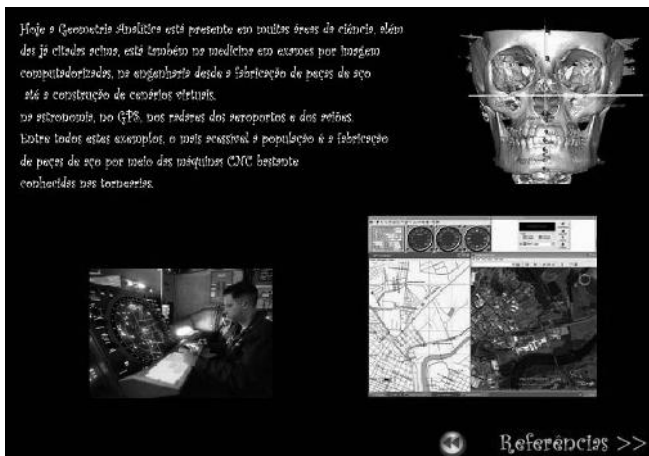 Hoje a Geometria Analítica está presente em muitas áreas da ciência, além
das já citadas acima, está também na medicina em exames por imagem
computadorizadas, na engenharia desde a fabricação de peças de aço
até a construção de cenários virtuais,
na astronomia, no GPS, nos radares dos aeroportos e dos aviões.
Entre todos estes exemplos, o mais acessível a população é a fabricação
de peças de aço por meio das máquinas CNC bastante
conhecidas nas tornearias.
Referências >>